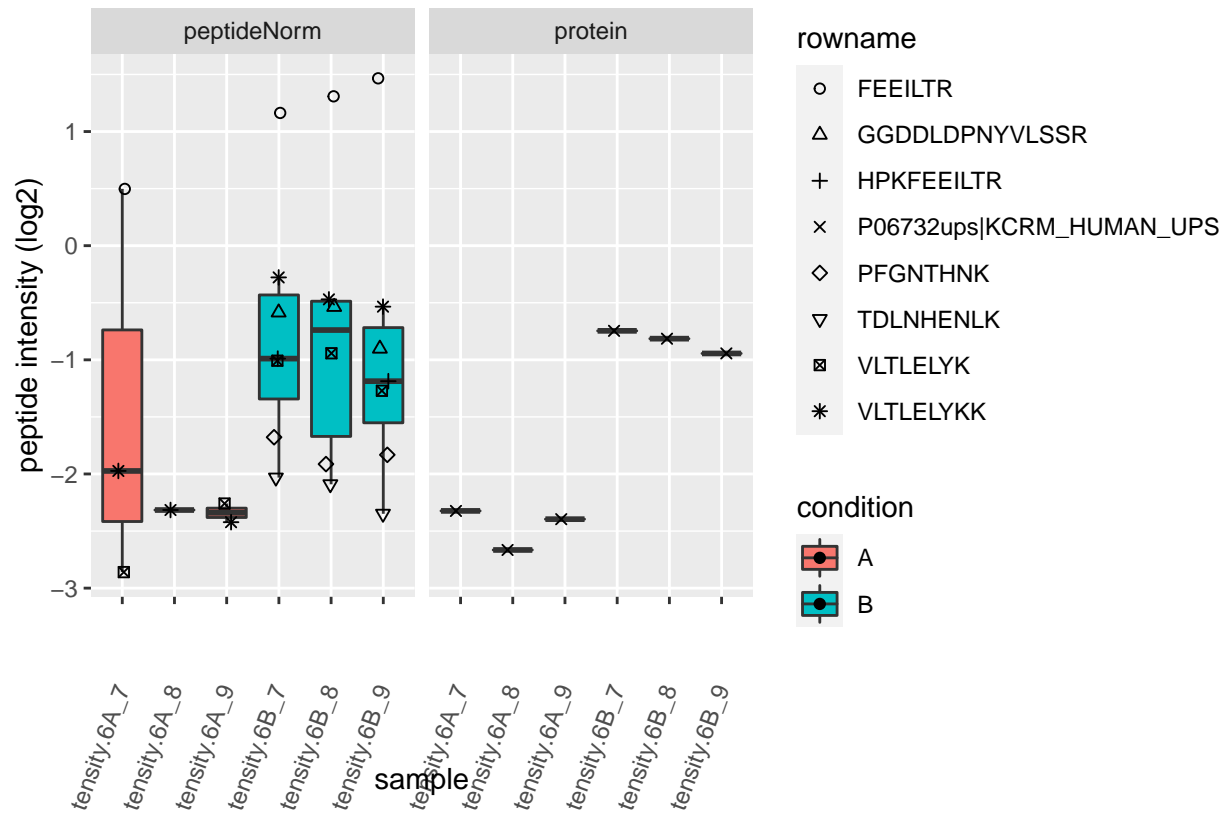 peptideNorm
protein
peptide intensity (log2)
1
0
−1
−2
−3
tensity.6A_7
tensity.6A_8
tensity.6A_9
tensity.6B_7
tensity.6B_8
tensity.6B_9
tensity.6A_7
tensity.6A_8
tensity.6A_9
tensity.6B_7
tensity.6B_8
tensity.6B_9
sample
rowname
FEEILTR
GGDDLDPNYVLSSR
HPKFEEILTR
P06732ups|KCRM_HUMAN_UPS
PFGNTHNK
TDLNHENLK
VLTLELYK
VLTLELYKK
condition
A
B